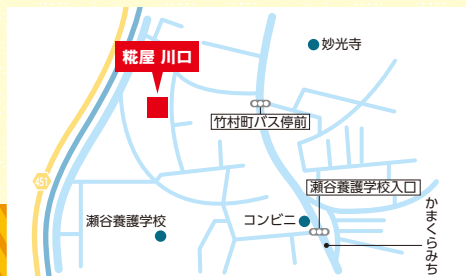 妙光寺
糀屋 川口
竹村町バス停前
451
瀬谷養護学校入口
かまくらみち
瀬谷養護学校
コンビニ